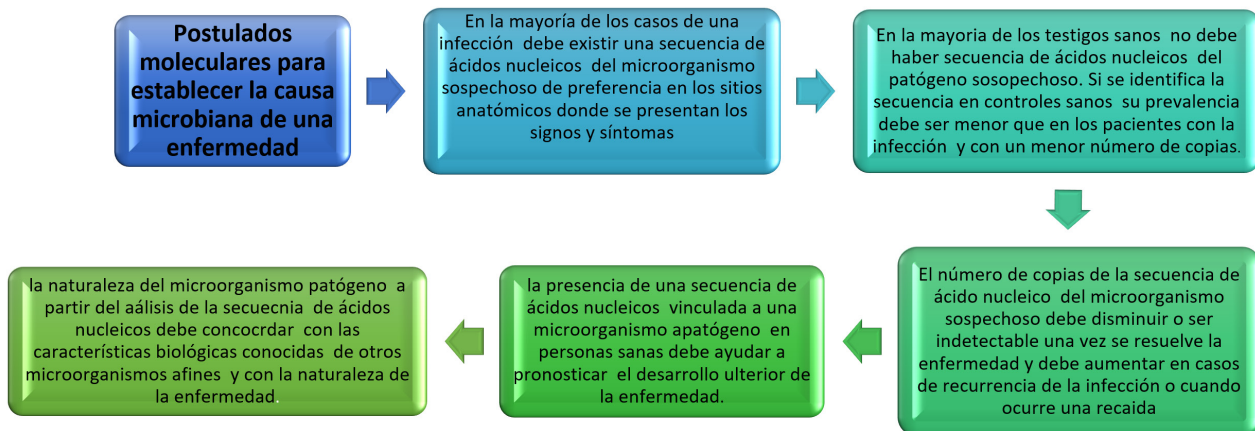 Postulados
moleculares para
establecer la causa
microbiana de una
enfermedad
En la mayoría de los casos de una
infección debe existir una secuencia de
ácidos nucleicos del microorganismo
sospechoso de preferencia en los sitios
anatómicos donde se presentan los
signos y síntomas
En la mayoria de los testigos sanos no debe
haber secuencia de ácidos nucleicos del
patógeno sosopechoso. Si se identifica la
secuencia en controles sanos su prevalencia
debe ser menor que en los pacientes con la
infección y con un menor número de copias.
El número de copias de la secuencia de
ácido nucleico del microorganismo
sospechoso debe disminuir o ser
indetectable una vez se resuelve la
enfermedad y debe aumentar en casos
de recurrencia de la infección o cuando
ocurre una recaida
la presencia de una secuencia de
ácidos nucleicos vinculada a una
microorganismo apatógeno en
personas sanas debe ayudar a
pronosticar el desarrollo ulterior de
la enfermedad.
la naturaleza del microorganismo patógeno a
partir del aálisis de la secuecnia de ácidos
nucleicos debe concocrdar con las
características biológicas conocidas de otros
microorganismos afines y con la naturaleza de
la enfermedad.